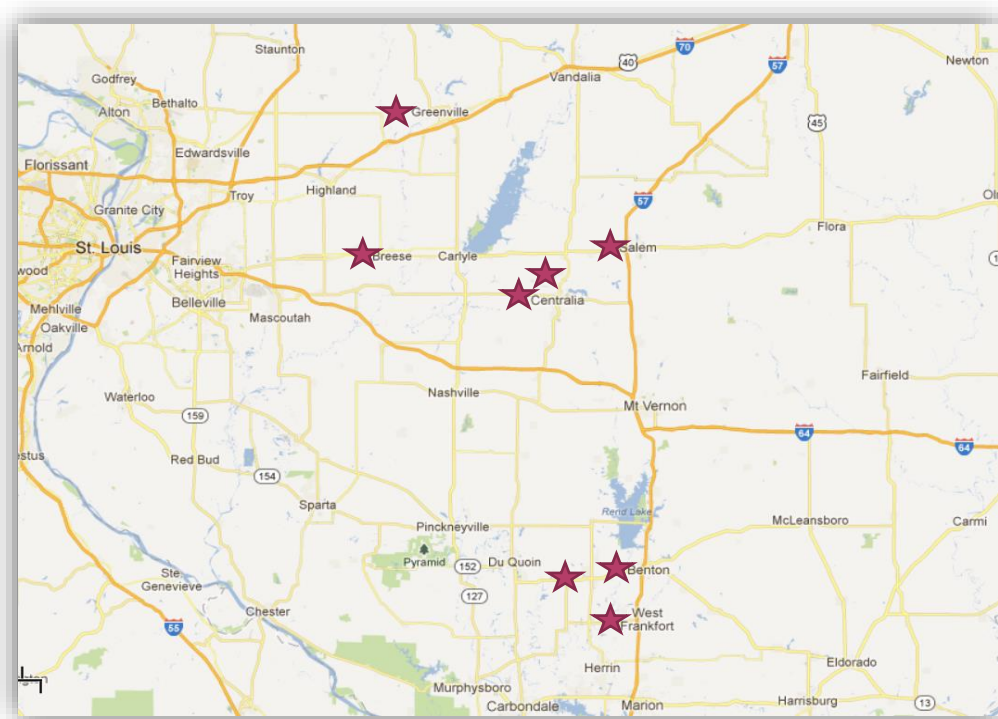 Staunton
70
57
40
Newton
Godfrey
Vandalia
Bethalto
Alton
Greenville
45
Edwardsville
Florissant
Highland
Troy
57
Granite City
Flora
St. Louis
Salem
Breese
Carlyle
wood
Fairview
Heights
Centralia
Belleville
Mehlville
Mascoutah
Oakville
Arnold
Fairfield
Nashville
Waterloo
Mt Vernon
159
64
64
estus
Red Bud
154
Sparta
Rend Lake
McLeansboro
Carmi
Pinckneyville
Pyramid
152
Du Quoin
Benton
Ste.
Genevieve
127
Chester
West
Frankfort
55
Herrin
Eldorado
Murphysboro
Carbondale
Marion
Harrisburg
13